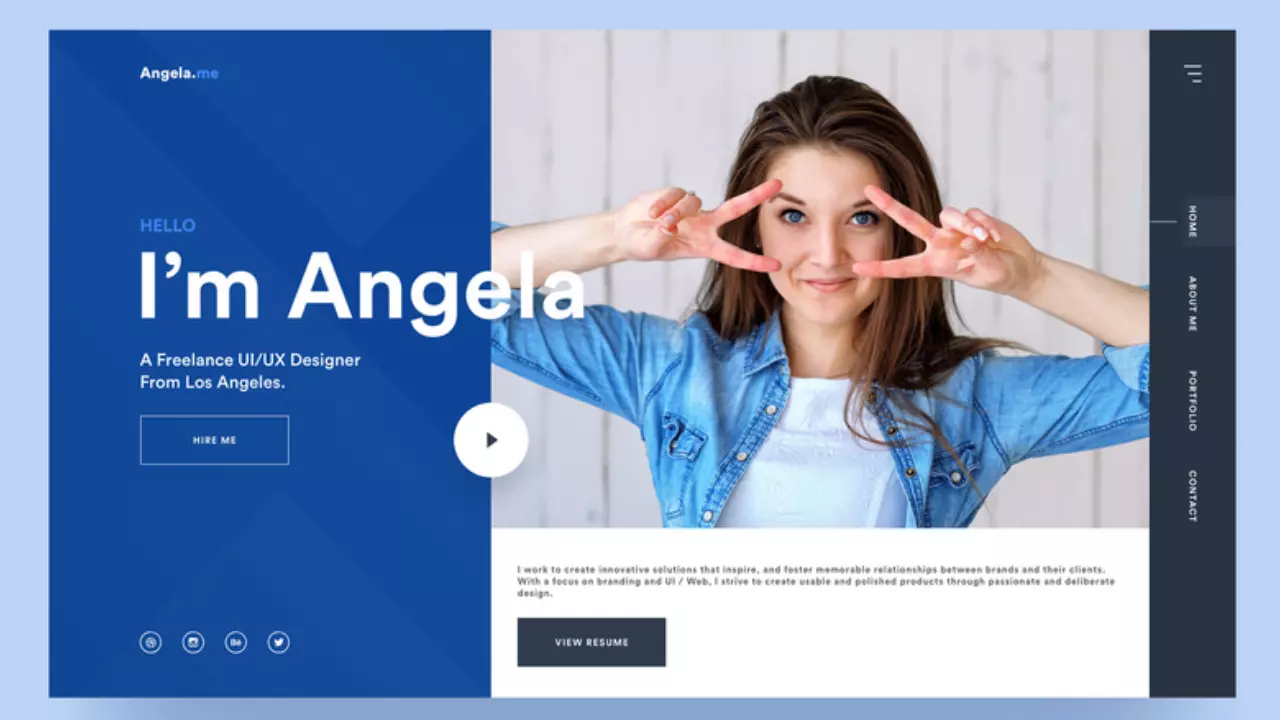 Angela.me
HELLO
I’m Angela
A Freelance UI/UX Designer
From Los Angeles.
HIRE ME
I work to create innovative solutions that inspire, and foster memorable relationships between brands and their clients.
With a focus on branding and UI / Web, I strive to create usable and polished products through passionate and deliberate
design.
VIEW RESUME
HOME
ABOUT ME
PORTFOLIO
CONTACT
Bē